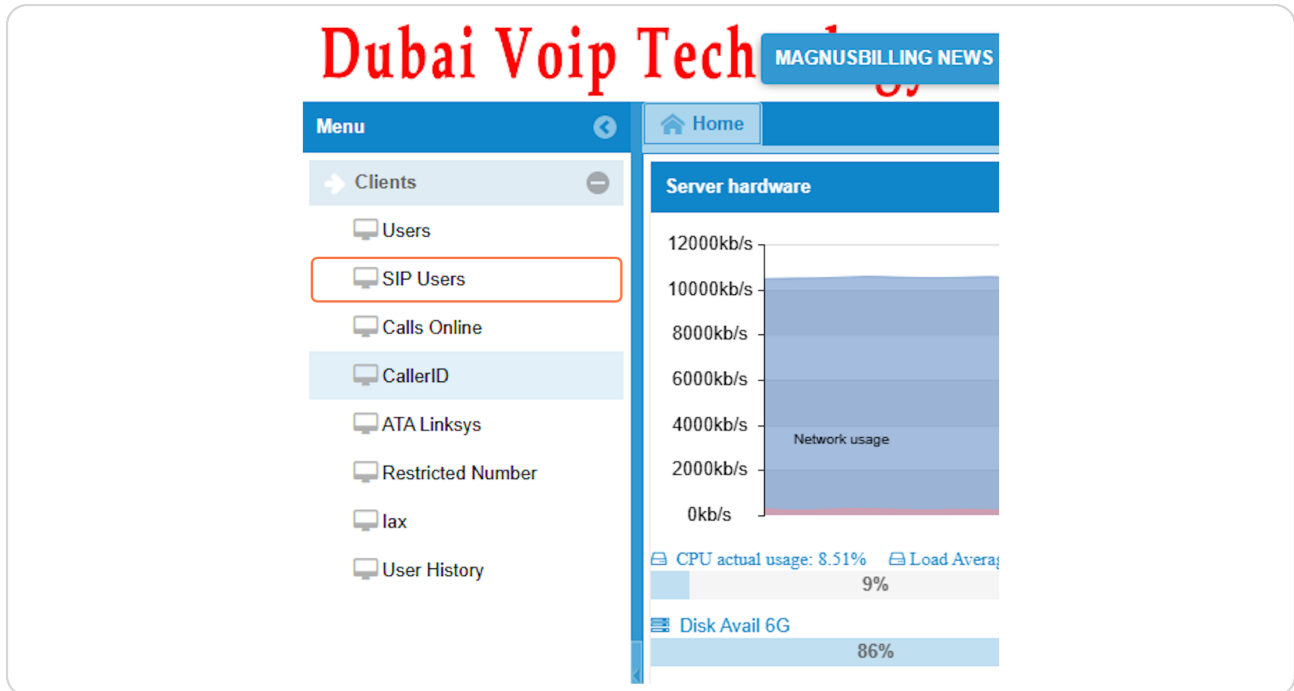 Dubai Voip Tech
MAGNUSBILLING NEWS
Menu
Home
Clients
Users
SIP Users
Calls Online
CallerID
ATA Linksys
Restricted Number
Iax
User History
Server hardware
12000kb/s
10000kb/s
8000kb/s
6000kb/s
4000kb/s
Network usage
2000kb/s
0kb/s
CPU actual usage: 8.51% Load
9%
Disk Avail 6G
86%